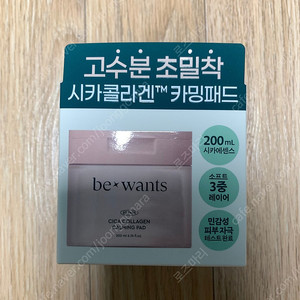 고수분 초밀착
시카콜라겐™ 카밍패드
200mL
시카에센스
be wants
CICA COLLAGEN
CALMING PAD
소프트
3중
레이어
민감성
피부자극
테스트완료